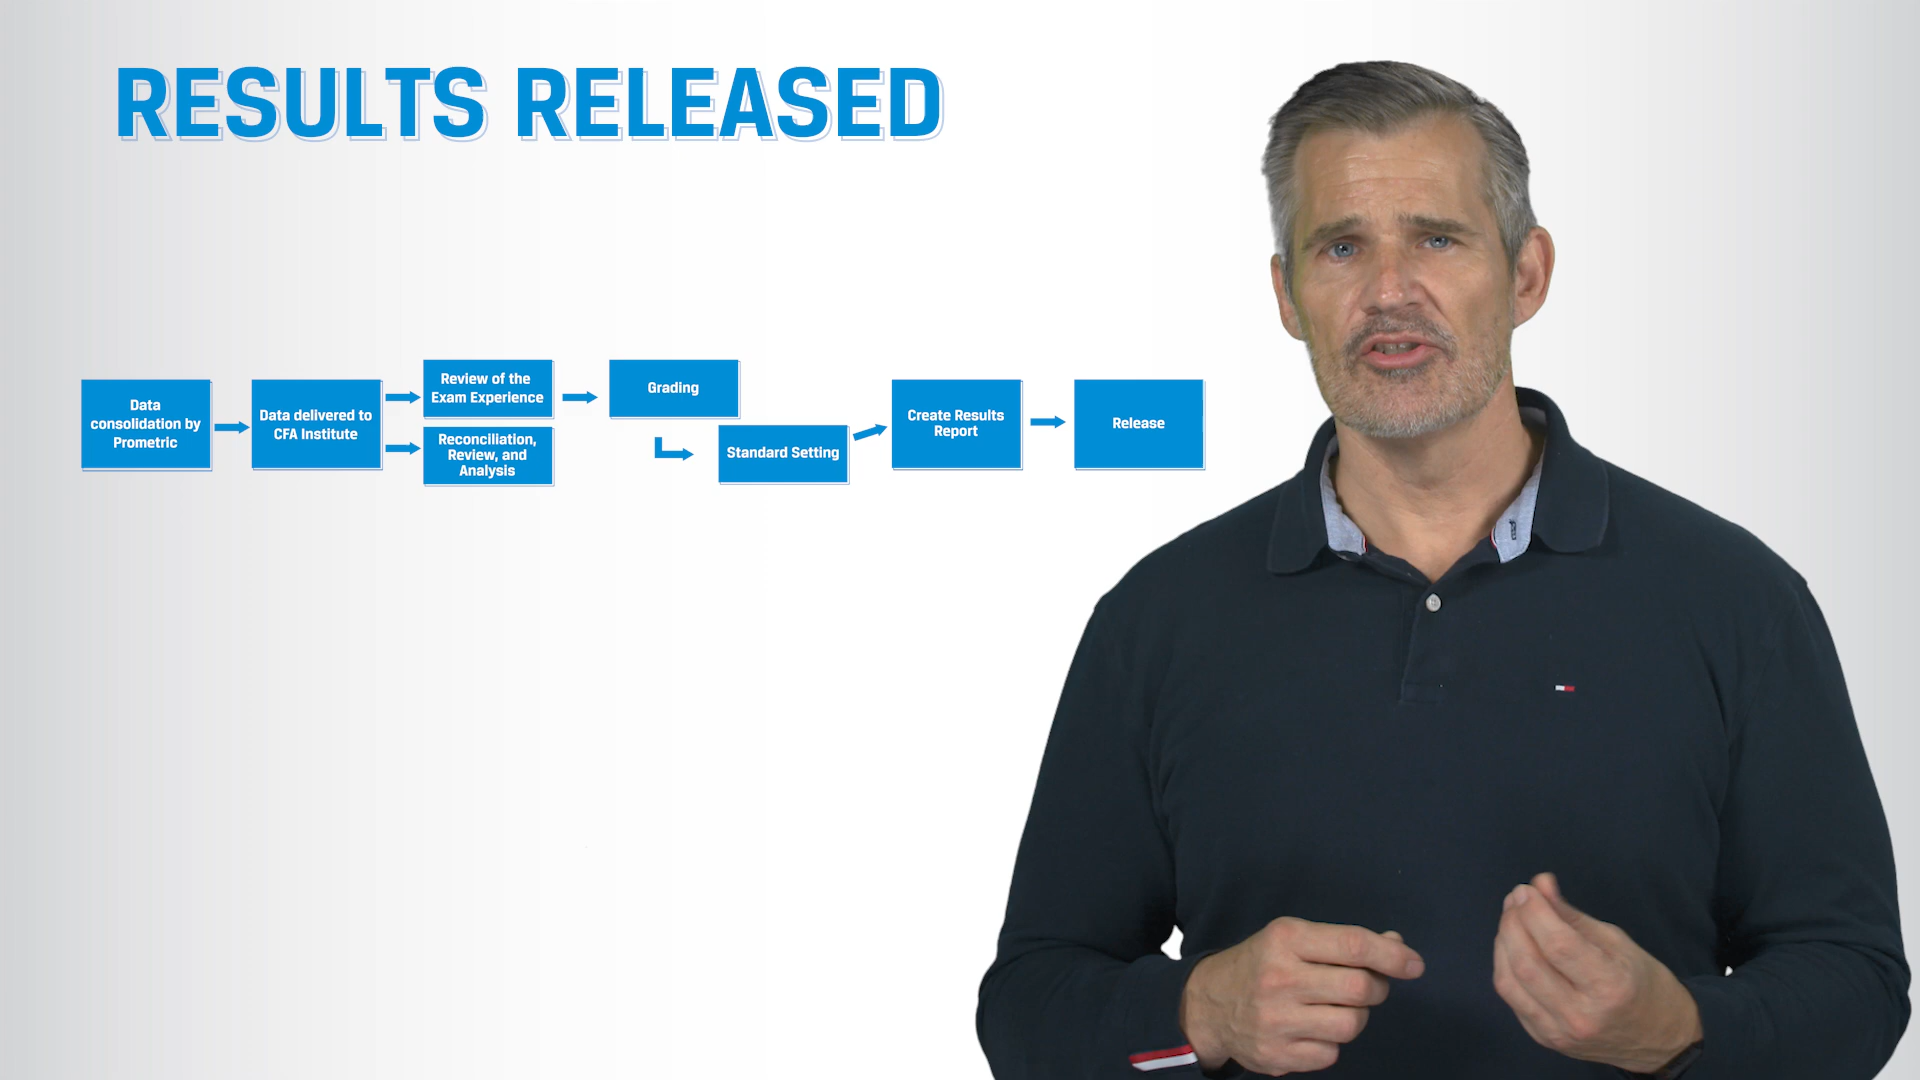 RESULTS RELEASED
Data
consolidation by
Prometric
Data delivered to
CFA Institute
Review of the
Exam Experience
Reconciliation,
Review, and
Analysis
Grading
Standard Setting
Create Results
Report
Release